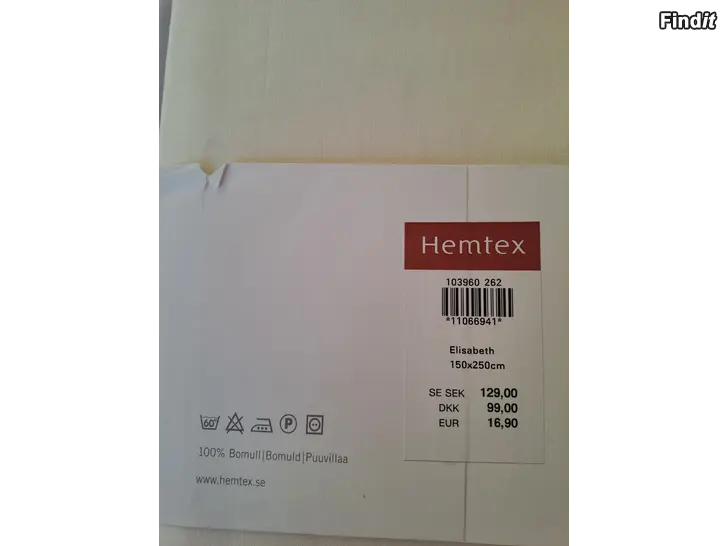 Findit
Hemtex
103960 262
*11066941*
Elisabeth
150x250cm
SE SEK 129,00
DKK 99,00
EUR 16,90
60°
P
100% Bomull|Bomuld|Puuvillaa
www.hemtex.se